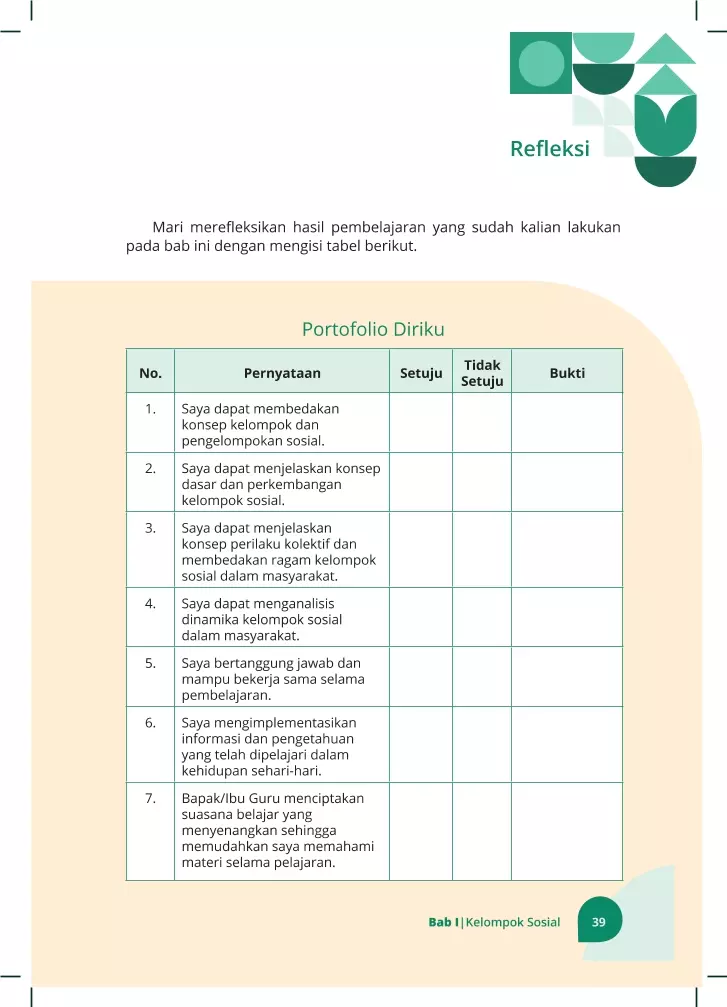 Refleksi
Mari merefleksikan hasil pembelajaran yang sudah kalian lakukan
pada bab ini dengan mengisi tabel berikut.
Portofolio Diriku
No. Pernyataan Setuju Tidak Setuju Bukti
1. Saya dapat membedakan
konsep kelompok dan
pengelompokan sosial.
2. Saya dapat menjelaskan konsep
dasar dan perkembangan
kelompok sosial.
3. Saya dapat menjelaskan
konsep perilaku kolektif dan
membedakan ragam kelompok
sosial dalam masyarakat.
4. Saya dapat menganalisis
dinamika kelompok sosial
dalam masyarakat.
5. Saya bertanggung jawab dan
mampu bekerja sama selama
pembelajaran.
6. Saya mengimplementasikan
informasi dan pengetahuan
yang telah dipelajari dalam
kehidupan sehari-hari.
7. Bapak/Ibu Guru menciptakan
suasana belajar yang
menyenangkan sehingga
memudahkan saya memahami
materi selama pelajaran.
Bab I|Kelompok Sosial 39